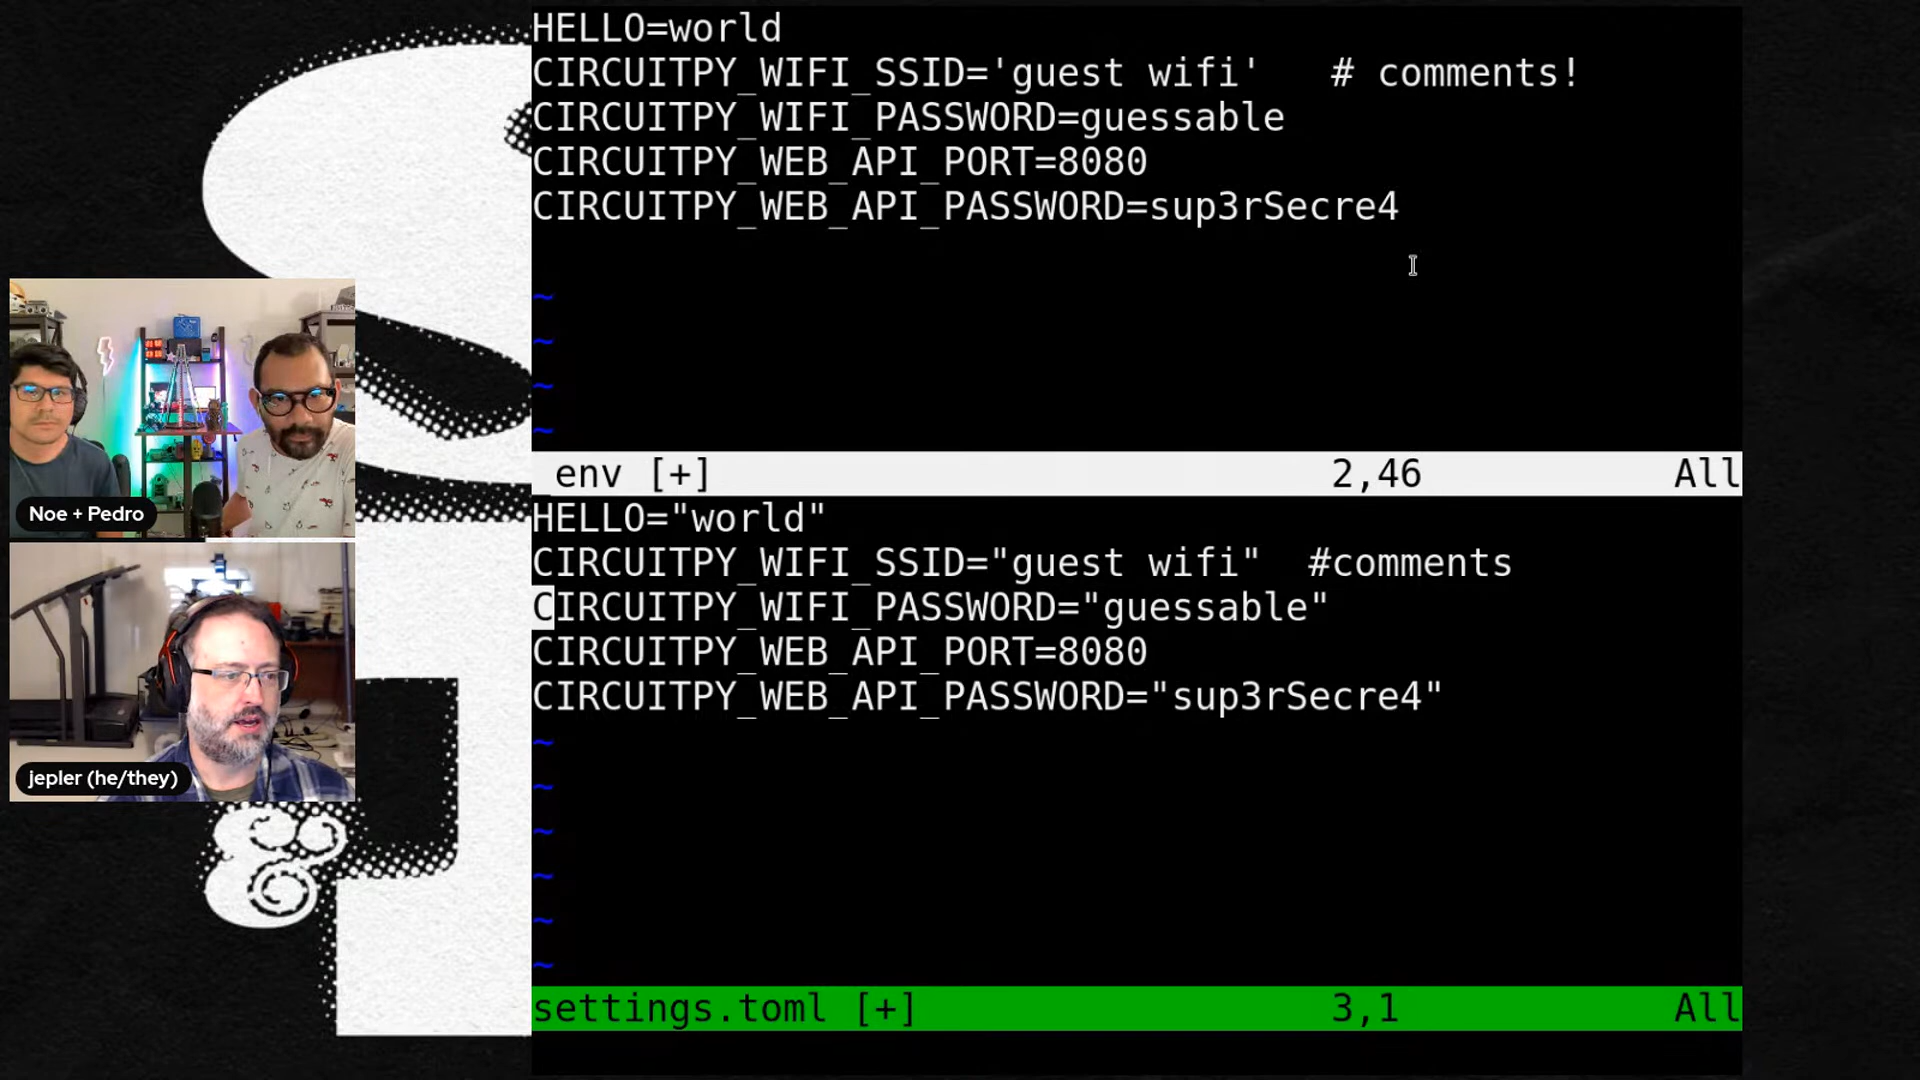 HELLO=world
CIRCUITPY_WIFI_SSID='guest wifi'   # comments!
CIRCUITPY_WIFI_PASSWORD=guessable
CIRCUITPY_WEB_API_PORT=8080
CIRCUITPY_WEB_API_PASSWORD=sup3rSecre4
~
~
~
~
env [+] 2,46 All
HELLO="world"
CIRCUITPY_WIFI_SSID="guest wifi"  #comments
CIRCUITPY_WIFI_PASSWORD="guessable"
CIRCUITPY_WEB_API_PORT=8080
CIRCUITPY_WEB_API_PASSWORD="sup3rSecre4"
~
~
~
~
~
~
settings.toml [+] 3,1 All
Noe + Pedro
jepler (he/they)
&